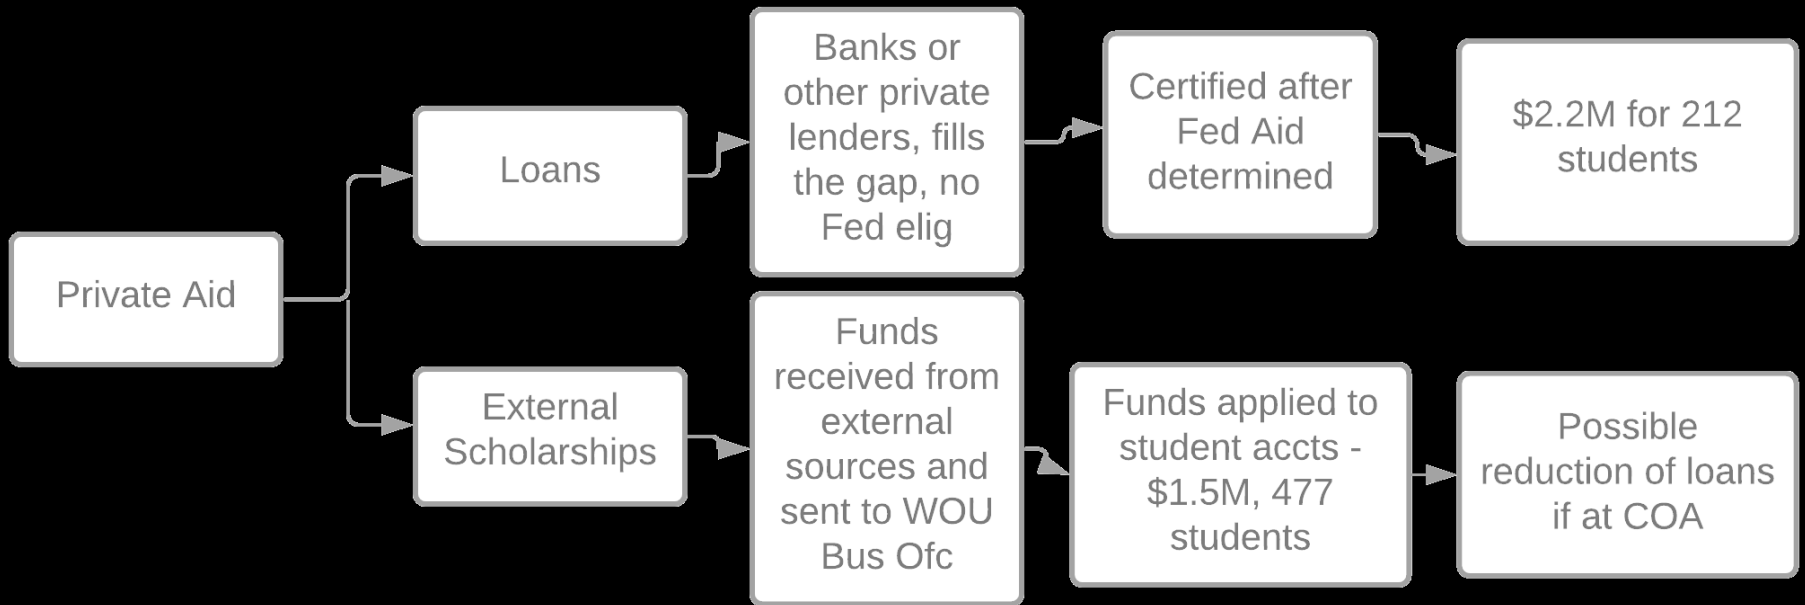 Private Aid
Loans
Banks or
other private
lenders, fills
the gap, no
Fed elig
Certified after
Fed Aid
determined
$2.2M for 212
students
External
Scholarships
Funds
received from
external
sources and
sent to WOU
Bus Ofc
Funds applied to
student accts -
$1.5M, 477
students
Possible
reduction of loans
if at COA